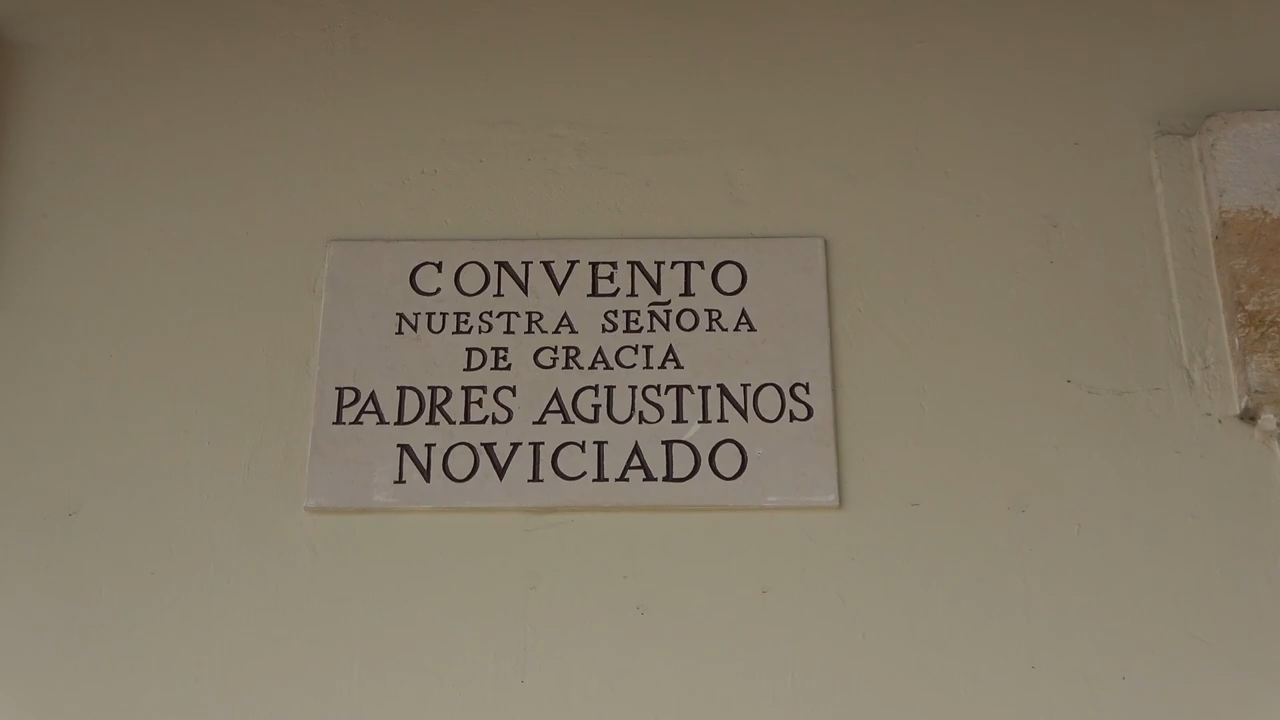 CONVENTO
NUESTRA SEÑORA
DE GRACIA
PADRES AGUSTINOS
NOVICIADO